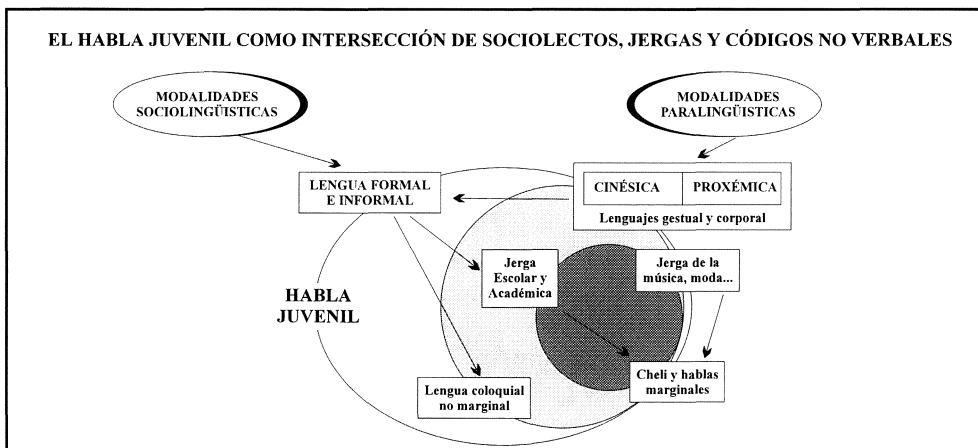 EL HABLA JUVENIL COMO INTERSECCIÓN DE SOCIOLECTOS, JERGAS Y CÓDIGOS NO VERBALES
MODALIDADES
SOCIOLINGÜISTICAS
MODALIDADES
PARALINGÜISTICAS
LENGUA FORMAL
E INFORMAL
CINÉSICA
PROXÉMICA
Lenguajes gestual y corporal
Jerga
Escolar y
Académica
Jerga de la
música, moda...
HABLA
JUVENIL
Lengua coloquial
no marginal
Cheli y hablas
marginales